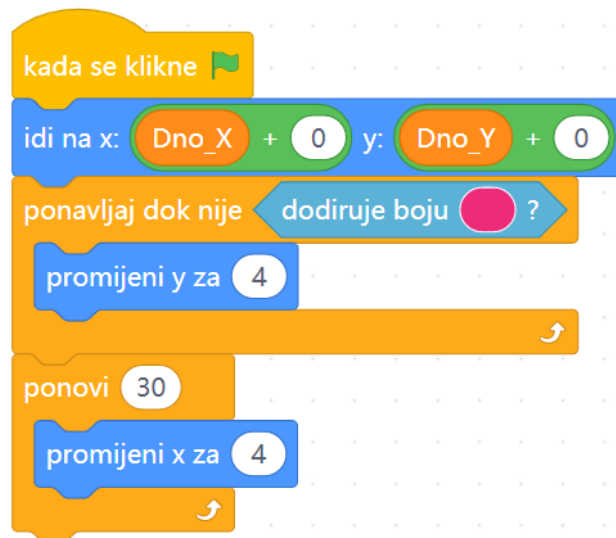 kada se klikne
idi na x: Dno_X + 0 y: Dno_Y + 0
ponavljaj dok nije dodiruje boju ?
promijeni y za 4
ponovi 30
promijeni x za 4